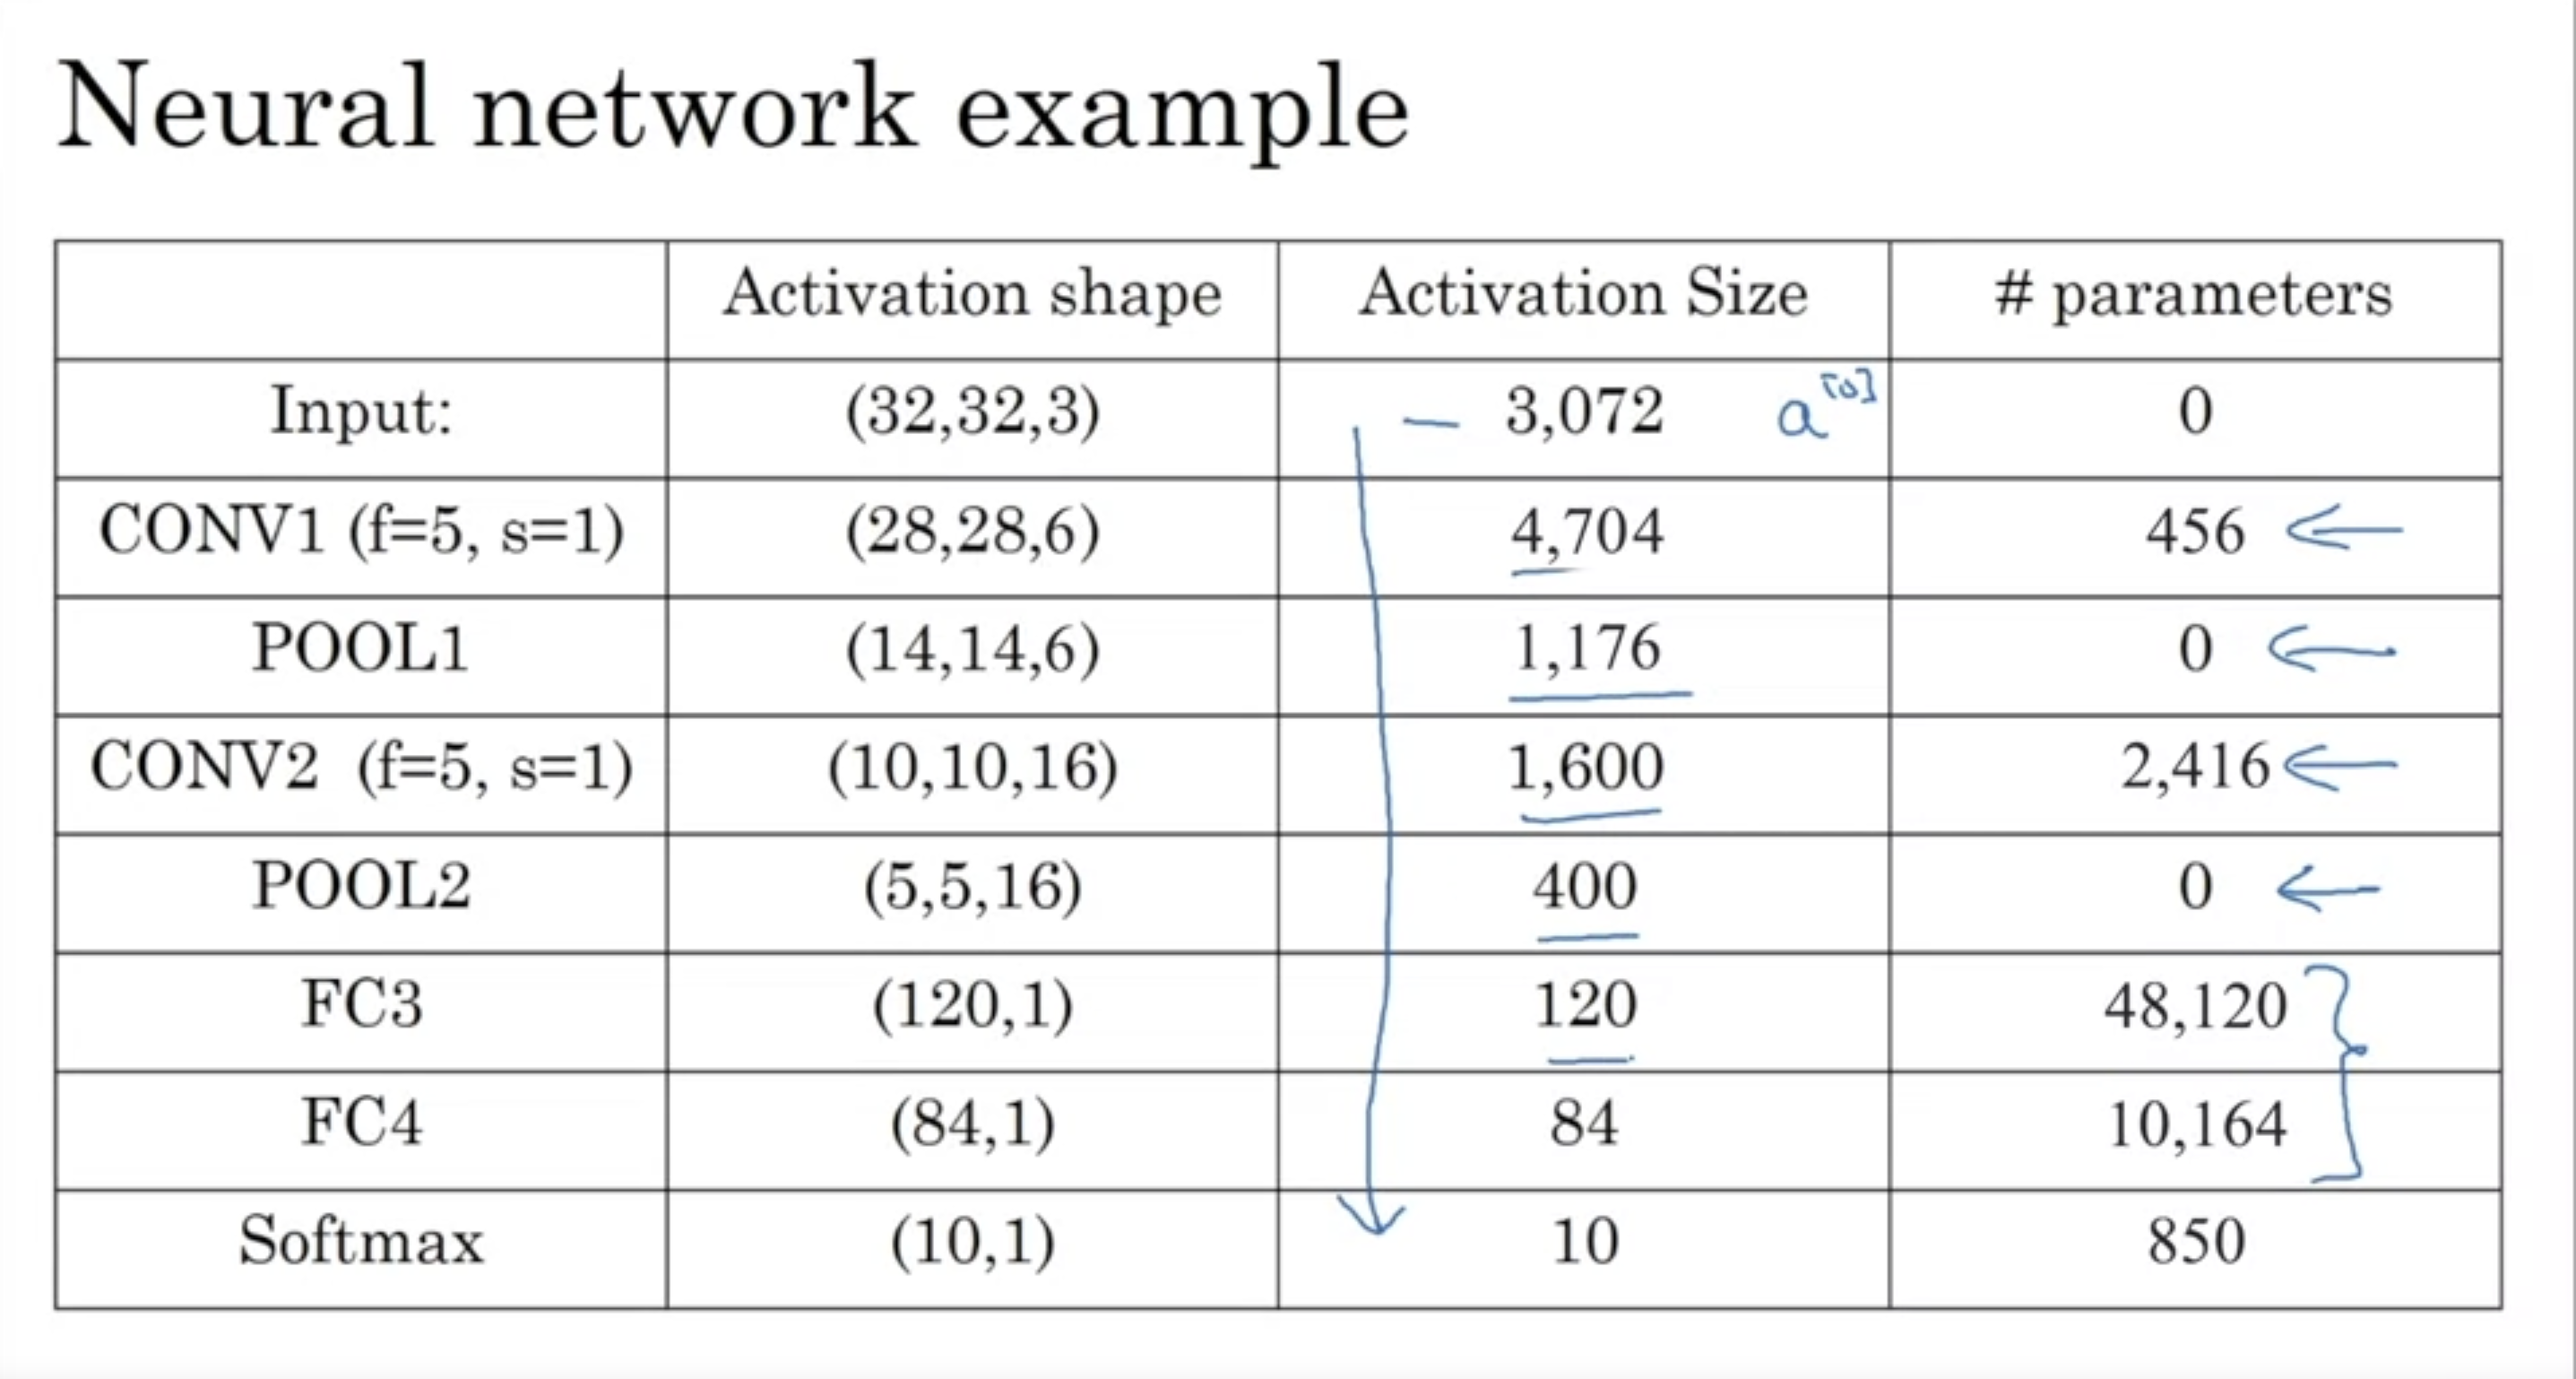 Neural network example
Activation shape Activation Size # parameters
Input: (32,32,3) 3,072 a[0] 0
CONV1 (f=5, s=1) (28,28,6) 4,704 456
POOL1 (14,14,6) 1,176 0
CONV2 (f=5, s=1) (10,10,16) 1,600 2,416
POOL2 (5,5,16) 400 0
FC3 (120,1) 120 48,120
FC4 (84,1) 84 10,164
Softmax (10,1) 10 850